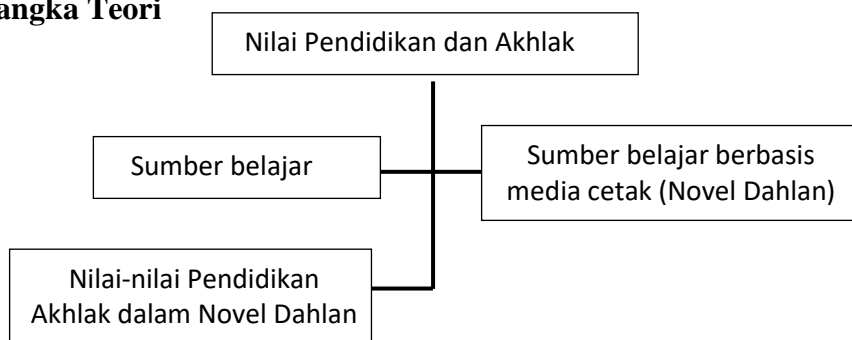 angka Teori
Nilai Pendidikan dan Akhlak
Sumber belajar
Sumber belajar berbasis
media cetak (Novel Dahlan)
Nilai-nilai Pendidikan
Akhlak dalam Novel Dahlan